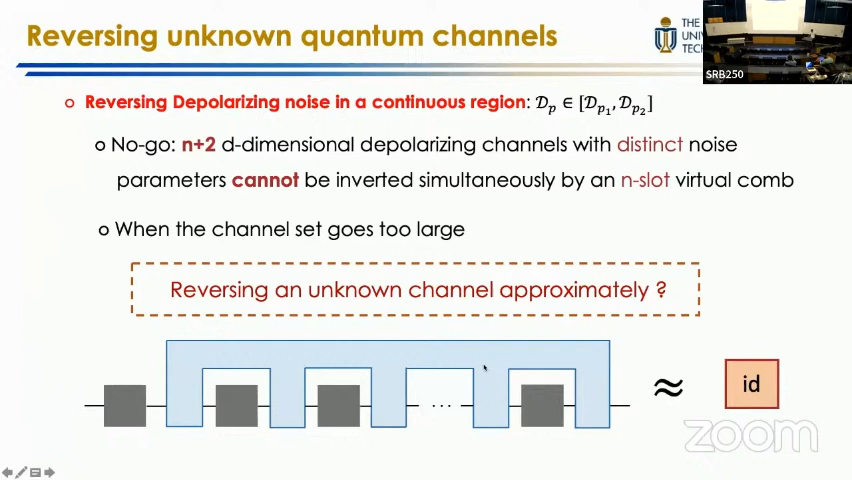 Reversing unknown quantum channels
THE
UNI
TECH
SRB250
Reversing Depolarizing noise in a continuous region: 𝒟ₚ ∈ [𝒟ₚ₁, 𝒟ₚ₂]
No-go: n+2 d-dimensional depolarizing channels with distinct noise
parameters cannot be inverted simultaneously by an n-slot virtual comb
When the channel set goes too large
Reversing an unknown channel approximately ?
...
≈
id
zoom